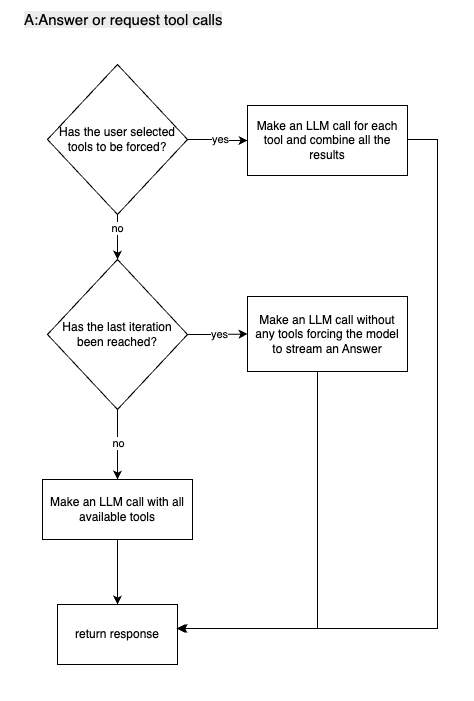 A:Answer or request tool calls
Has the user selected
tools to be forced?
yes
Make an LLM call for each
tool and combine all the
results
no
Has the last iteration
been reached?
yes
Make an LLM call without
any tools forcing the model
to stream an Answer
no
Make an LLM call with all
available tools
return response